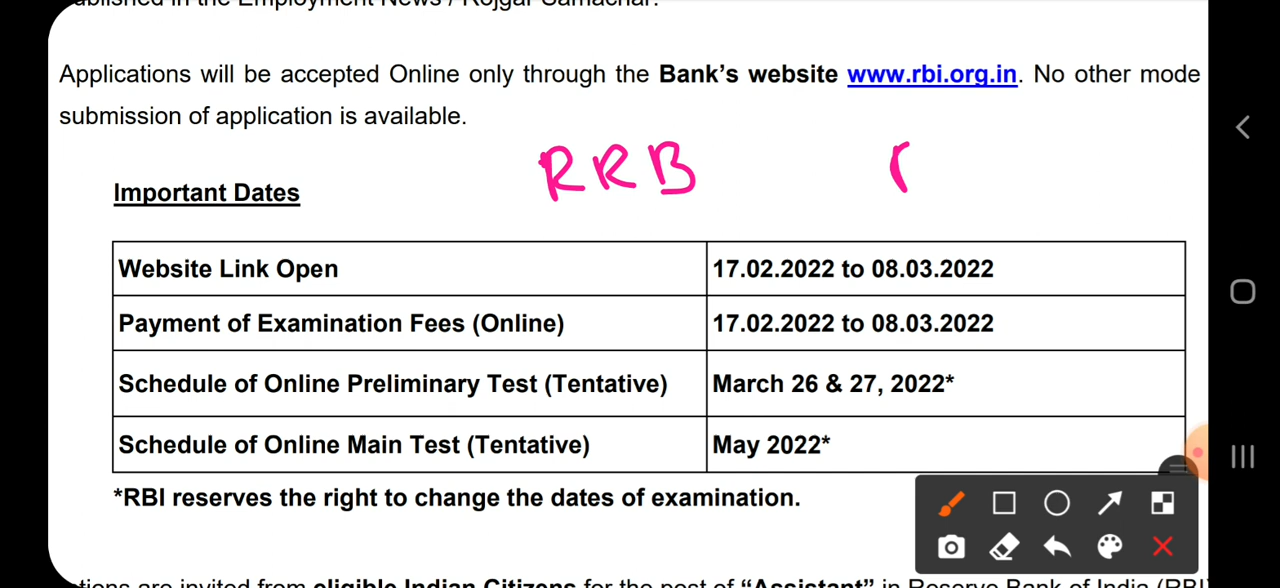 Applications will be accepted Online only through the Bank's website www.rbi.org.in. No other mode
submission of application is available.
RRB
Important Dates
Website Link Open 17.02.2022 to 08.03.2022
Payment of Examination Fees (Online) 17.02.2022 to 08.03.2022
Schedule of Online Preliminary Test (Tentative) March 26 & 27, 2022*
Schedule of Online Main Test (Tentative) May 2022*
*RBI reserves the right to change the dates of examination.